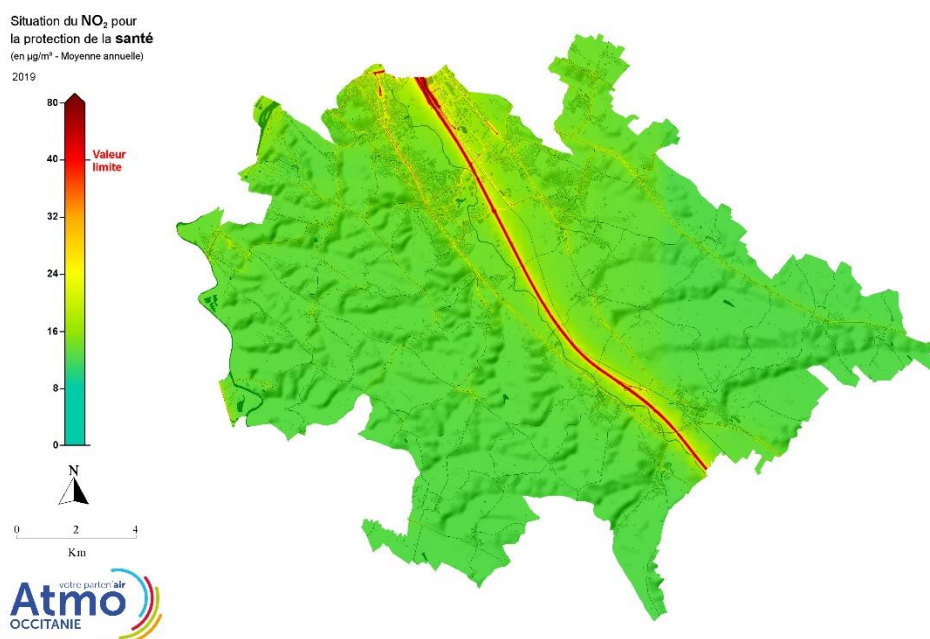 Situation du NO₂ pour
la protection de la santé
(en µg/m³ - Moyenne annuelle)
2019
80
40
Valeur
limite
32
24
16
8
0
N
0 2 4
Km
votre parten'air
Atmo
OCCITANIE